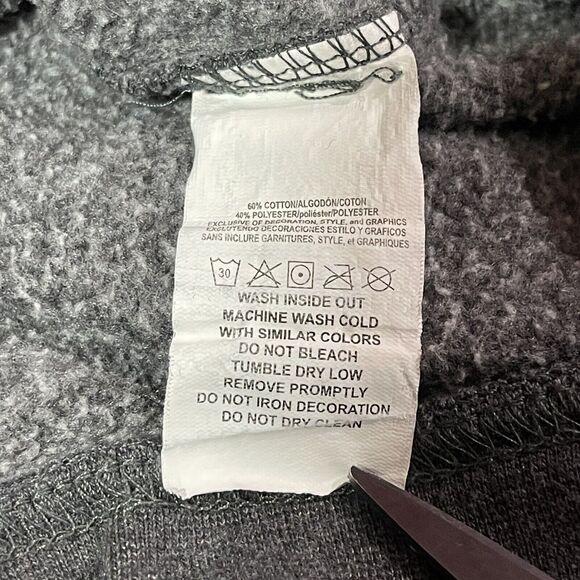 60% COTTON/ALGODÓN/COTON
40% POLYESTER/poliéster/POLYESTER
EXCLUSIVE OF DECORATION, STYLE, and GRAPHICS
EXCLUYENDO DECORACIONES ESTILO Y GRAFICOS
SANS INCLURE GARNITURES, STYLE, et GRAPHIQUES
30
WASH INSIDE OUT
MACHINE WASH COLD
WITH SIMILAR COLORS
DO NOT BLEACH
TUMBLE DRY LOW
REMOVE PROMPTLY
DO NOT IRON DECORATION
DO NOT DRY CLEAN